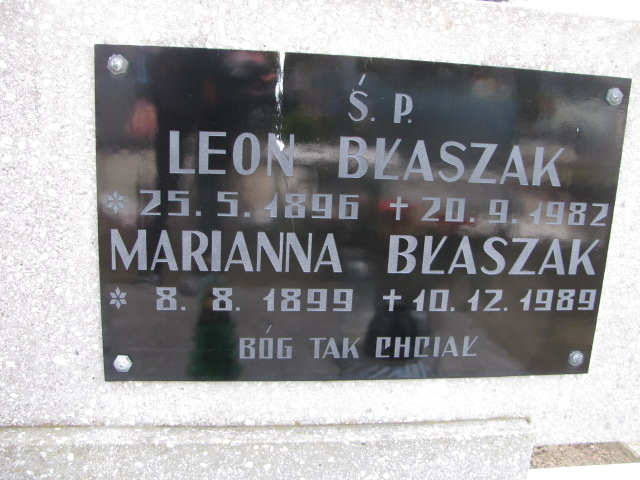 Ś. P.
LEON BŁASZAK
* 25. 5. 1896 + 20. 9. 1982
MARIANNA BŁASZAK
* 8. 8. 1899 + 10. 12. 1989
BÓG TAK CHCIAŁ